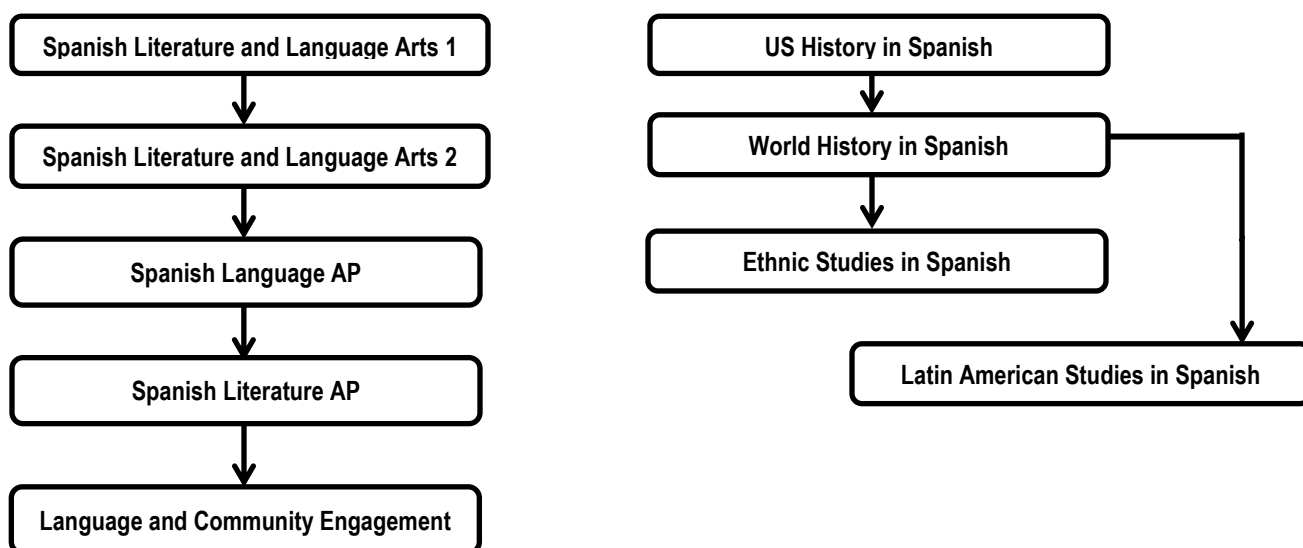 Spanish Literature and Language Arts 1
Spanish Literature and Language Arts 2
Spanish Language AP
Spanish Literature AP
Language and Community Engagement
US History in Spanish
World History in Spanish
Ethnic Studies in Spanish
Latin American Studies in Spanish